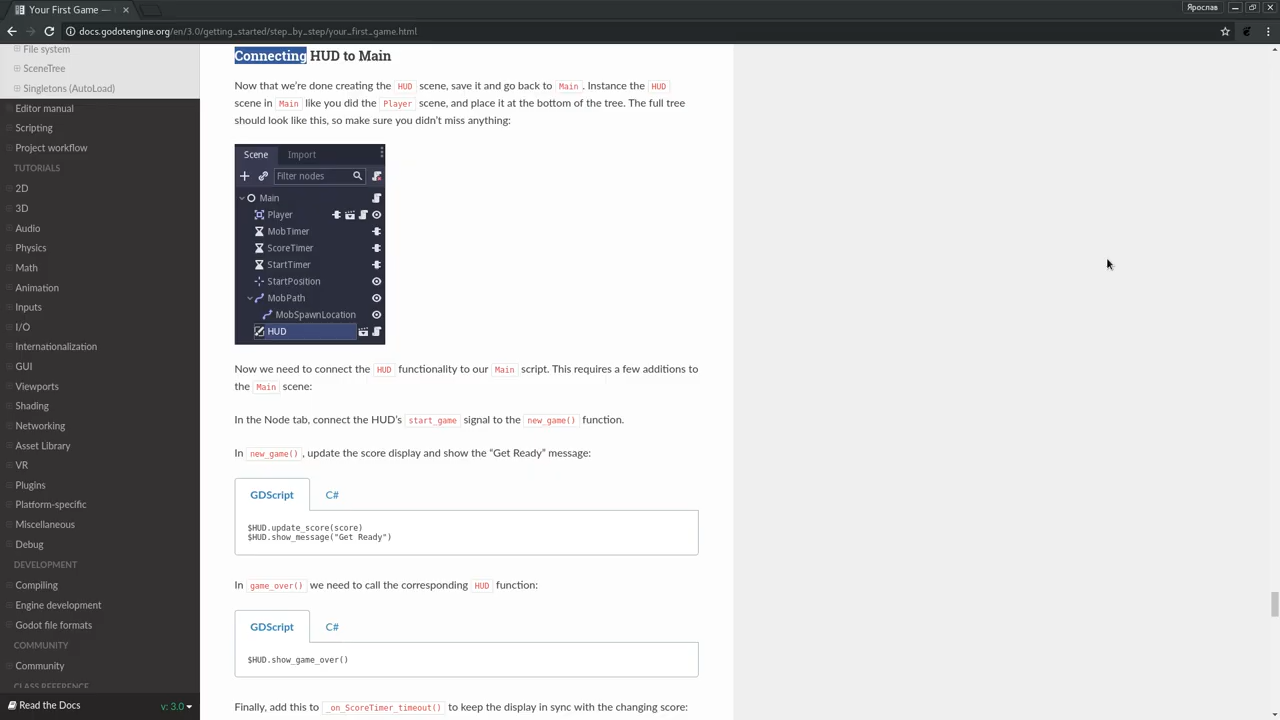 Your First Game —
Ярослав
docs.godotengine.org/en/3.0/getting_started/step_by_step/your_first_game.html
File system
SceneTree
Singletons (AutoLoad)
Editor manual
Scripting
Project workflow
TUTORIALS
2D
3D
Audio
Physics
Math
Animation
Inputs
I/O
Internationalization
GUI
Viewports
Shading
Networking
Asset Library
VR
Plugins
Platform-specific
Miscellaneous
Debug
DEVELOPMENT
Compiling
Engine development
Godot file formats
COMMUNITY
Community
CLASS REFERENCE
Read the Docs
v: 3.0
Connecting HUD to Main
Now that we’re done creating the HUD scene, save it and go back to Main. Instance the HUD
scene in Main like you did the Player scene, and place it at the bottom of the tree. The full tree
should look like this, so make sure you didn’t miss anything:
Scene Import
Filter nodes
Main
Player
MobTimer
ScoreTimer
StartTimer
StartPosition
MobPath
MobSpawnLocation
HUD
Now we need to connect the HUD functionality to our Main script. This requires a few additions to
the Main scene:
In the Node tab, connect the HUD’s start_game signal to the new_game() function.
In new_game(), update the score display and show the “Get Ready” message:
GDScript C#
$HUD.update_score(score)
$HUD.show_message("Get Ready")
In game_over() we need to call the corresponding HUD function:
GDScript C#
$HUD.show_game_over()
Finally, add this to _on_ScoreTimer_timeout() to keep the display in sync with the changing score: